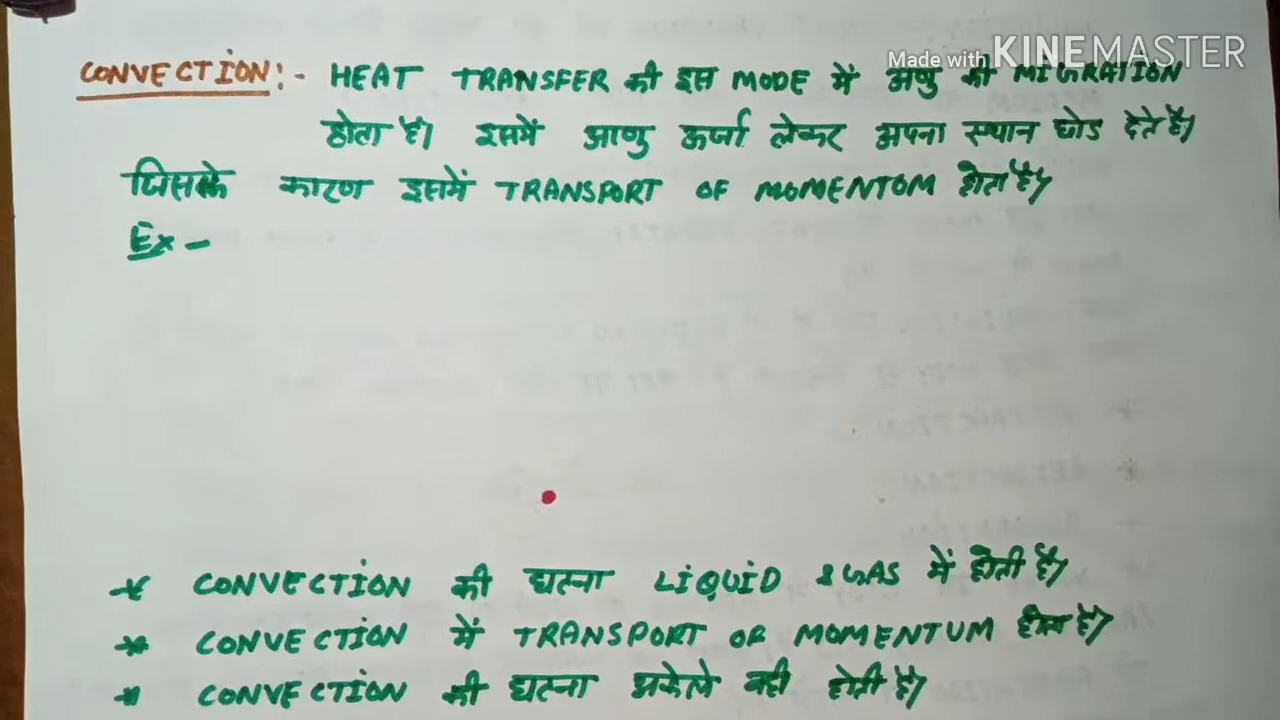 Made with KINEMASTER
CONVECTION:- HEAT TRANSFER की इस MODE में अणु की MIGRATION
होता है। इसमें आणु ऊर्जा लेकर अपना स्थान छोड देते है।
जिसके कारण इसमें TRANSPORT OF MOMENTOM होता है।
Ex -
* CONVECTION की घटना LIQUID & GAS में होती है।
* CONVECTION में TRANSPORT OF MOMENTUM होता है।
* CONVECTION की घटना अकेले नही होती है।